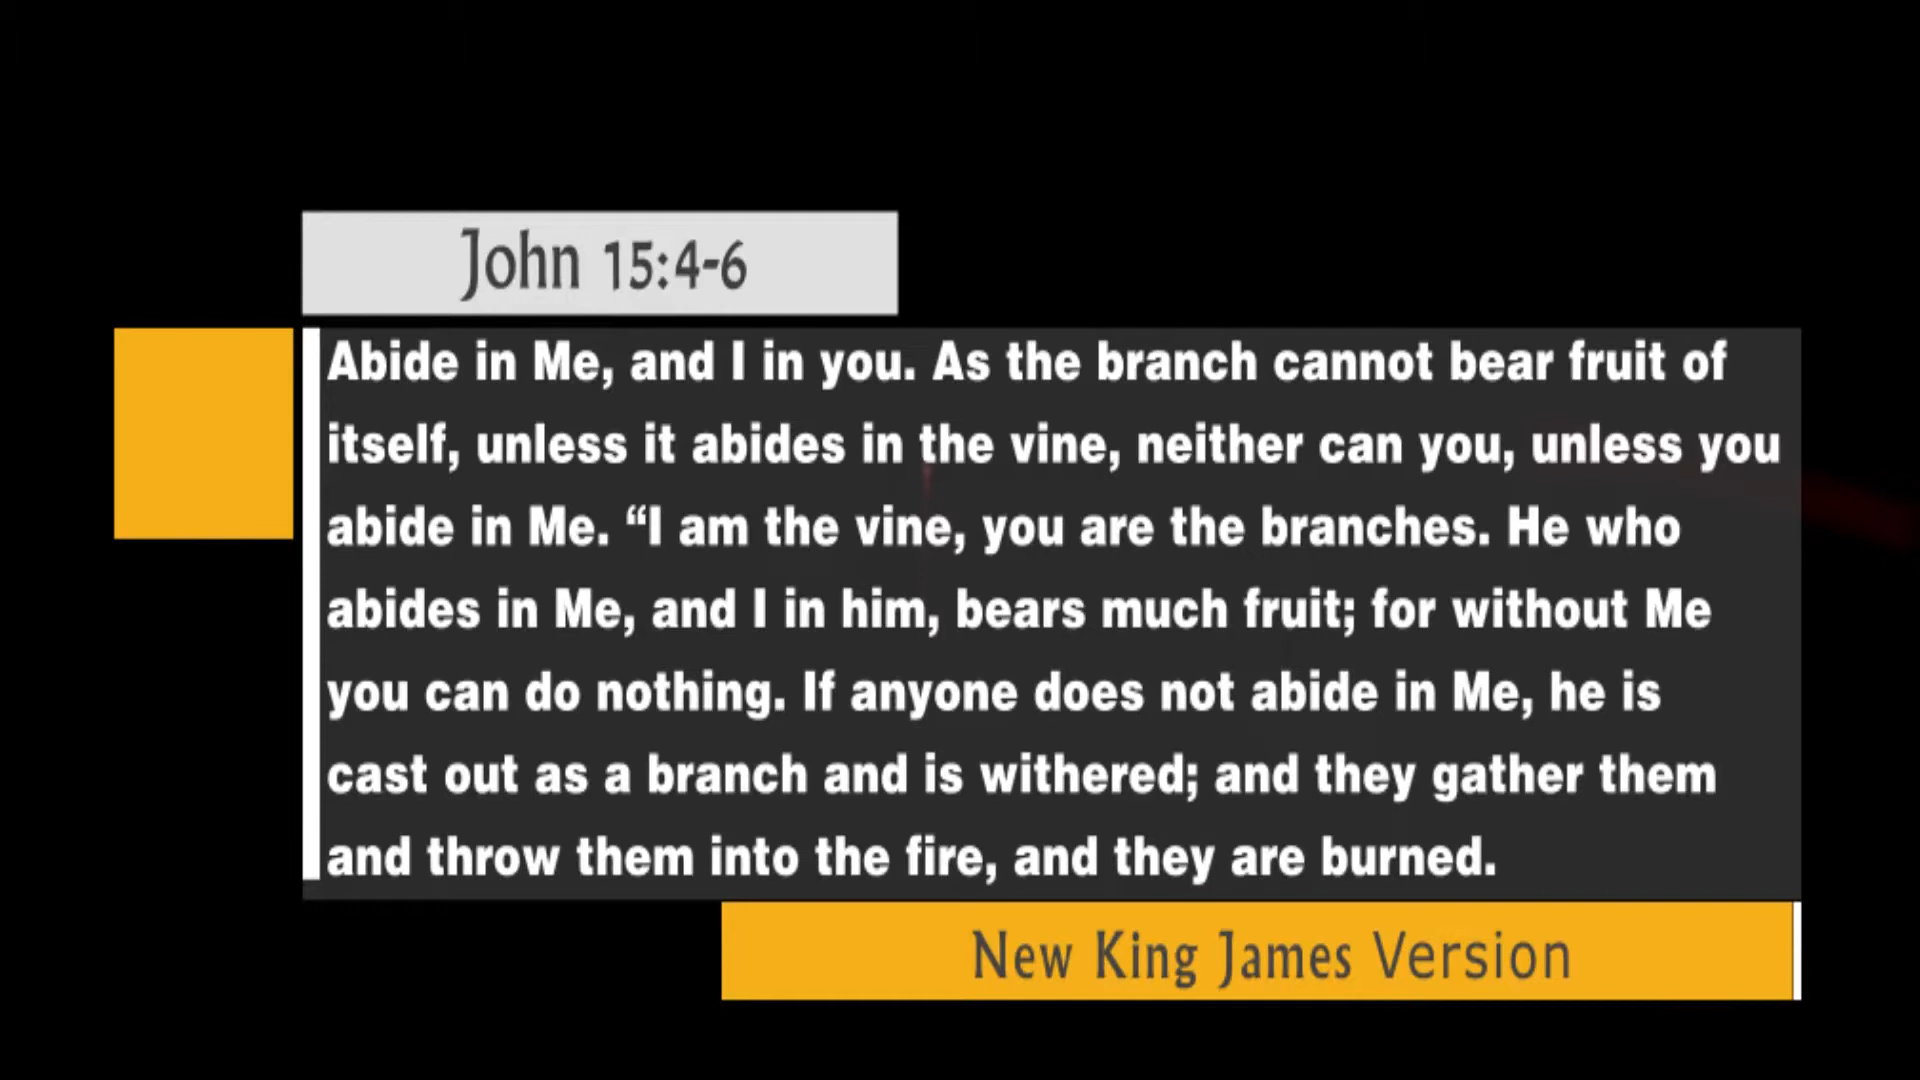 John 15:4-6
Abide in Me, and I in you. As the branch cannot bear fruit of
itself, unless it abides in the vine, neither can you, unless you
abide in Me. “I am the vine, you are the branches. He who
abides in Me, and I in him, bears much fruit; for without Me
you can do nothing. If anyone does not abide in Me, he is
cast out as a branch and is withered; and they gather them
and throw them into the fire, and they are burned.
New King James Version